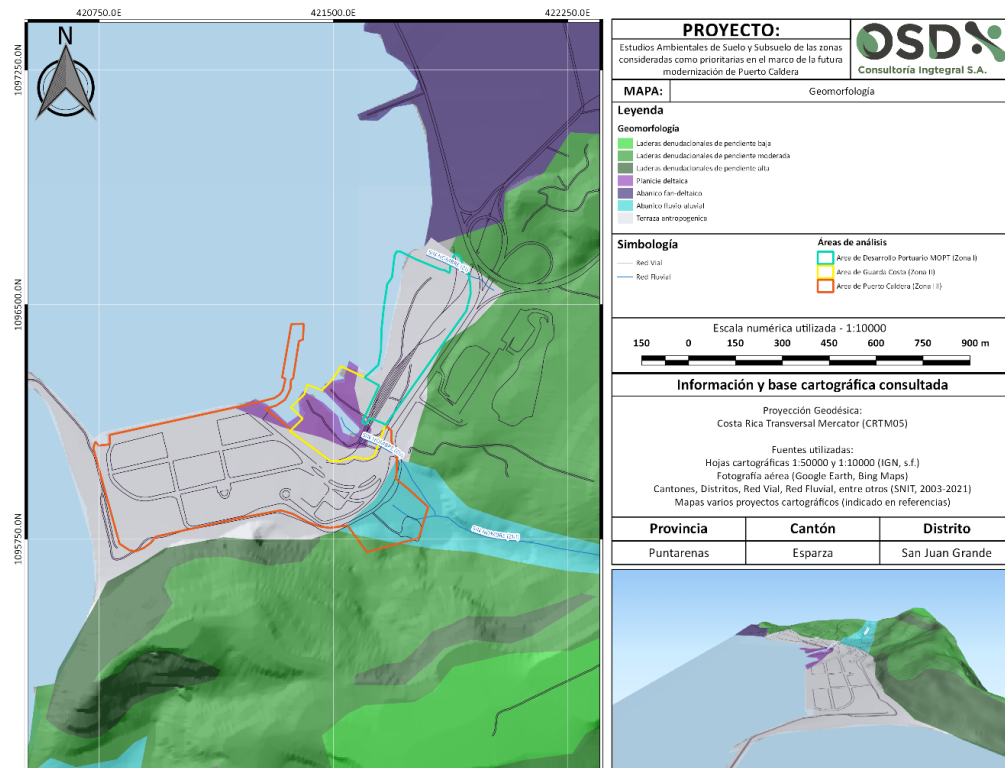 420750.0E
421500.0E
422250.0E
1097250.0N
1096500.0N
1095750.0N
N
SIN NOMBRE (ZI)
PROYECTO:
Estudios Ambientales de Suelo y Subsuelo de las zonas
consideradas como prioritarias en el marco de la futura
modernización de Puerto Caldera
OSD
Consultoría Ingtegral S.A.
MAPA:
Geomorfología
Leyenda
Geomorfología
Laderas denudacionales de pendiente baja
Laderas denudacionales de pendiente moderada
Laderas denudacionales de pendiente alta
Planicie deltaica
Abanico fan-deltaico
Abanico fluvio aluvial
Terraza antropogenica
Simbología
Red Vial
Red Fluvial
Áreas de análisis
Area de Desarrollo Portuario MOPT (Zona I)
Area de Guarda Costa (Zona II)
Area de Puerto Caldera (Zona III)
Escala numérica utilizada - 1:10000
150 0 150 300 450 600 750 900 m
Información y base cartográfica consultada
Proyección Geodésica:
Costa Rica Transversal Mercator (CRTM05)
Fuentes utilizadas:
Hojas cartográficas 1:50000 y 1:10000 (IGN, s.f.)
Fotografía aérea (Google Earth, Bing Maps)
Cantones, Distritos, Red Vial, Red Fluvial, entre otros (SNIT, 2003-2021)
Mapas varios proyectos cartográficos (indicado en referencias)
Provincia
Cantón
Distrito
Puntarenas
Esparza
San Juan Grande